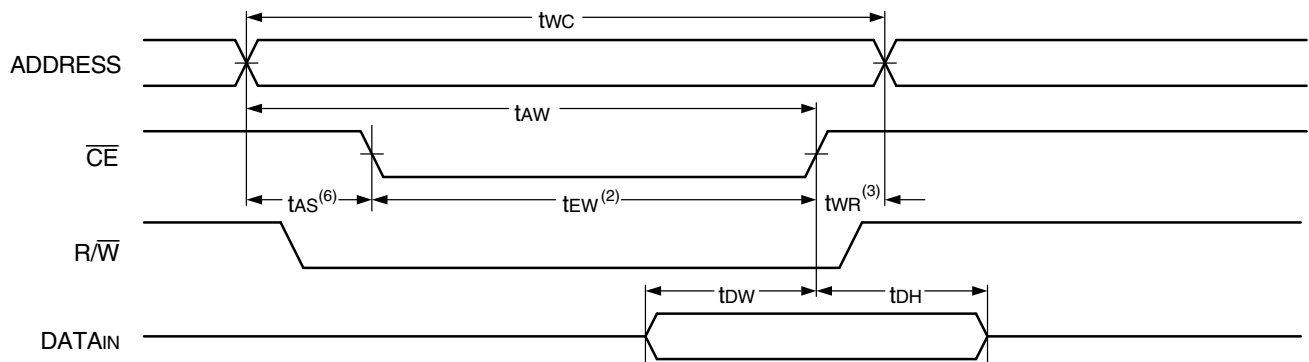 tWC
ADDRESS
tAW
CE
tAS(6)
tEW(2)
tWR(3)
R/W
tDW
tDH
DATAIN